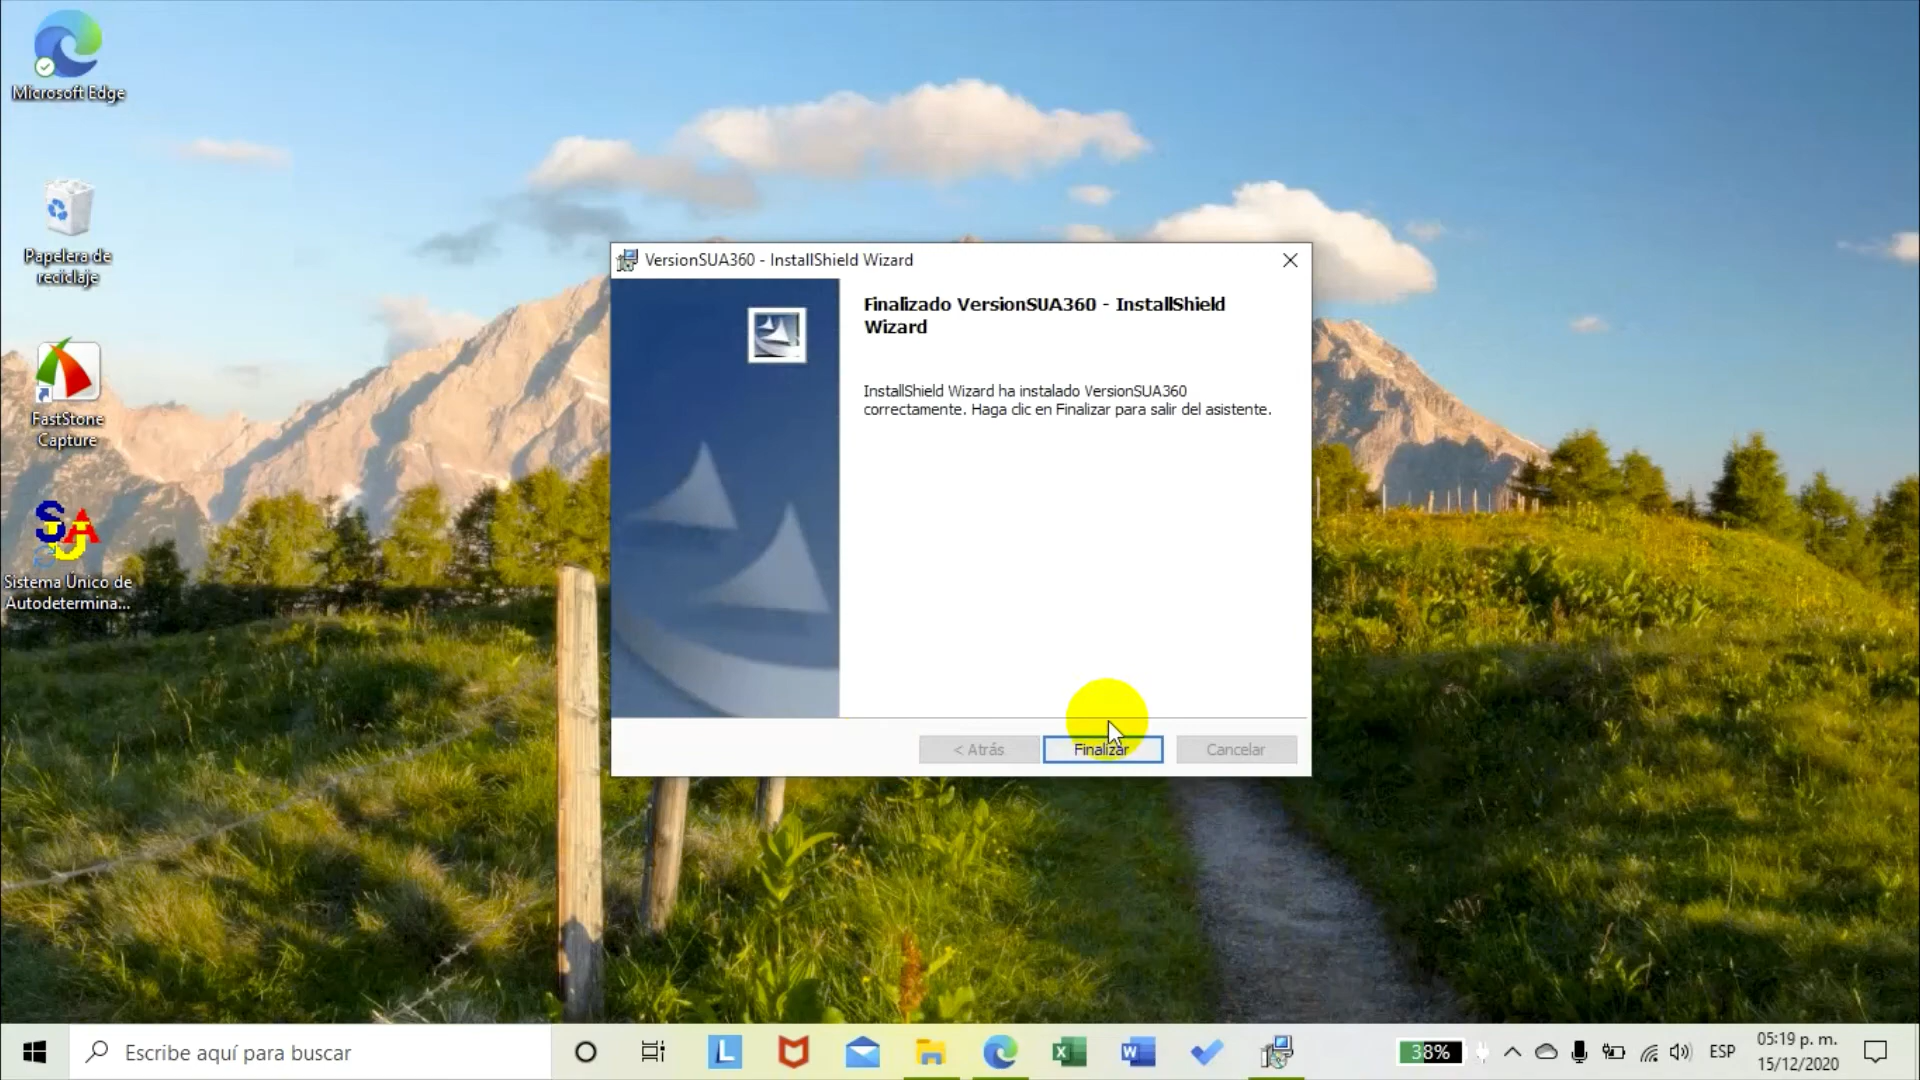 Microsoft Edge
Papelera de
reciclaje
FastStone
Capture
SUA
Sistema Único de
Autodetermina...
VersionSUA360 - InstallShield Wizard
Finalizado VersionSUA360 - InstallShield
Wizard
InstallShield Wizard ha instalado VersionSUA360
correctamente. Haga clic en Finalizar para salir del asistente.
< Atrás
Finalizar
Cancelar
Escribe aquí para buscar
L
38%
ESP
05:19 p. m.
15/12/2020